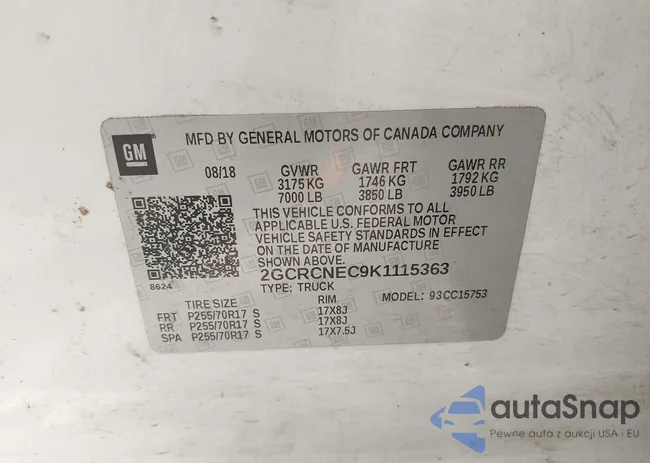 GM
MFD BY GENERAL MOTORS OF CANADA COMPANY
08/18 GVWR GAWR FRT GAWR RR
3175 KG 1746 KG 1792 KG
7000 LB 3850 LB 3950 LB
THIS VEHICLE CONFORMS TO ALL
APPLICABLE U.S. FEDERAL MOTOR
VEHICLE SAFETY STANDARDS IN EFFECT
ON THE DATE OF MANUFACTURE
SHOWN ABOVE.
8624
2GCRCNEC9K1115363
TYPE: TRUCK MODEL: 93CC15753
TIRE SIZE RIM
FRT P255/70R17 S 17X8J
RR P255/70R17 S 17X8J
SPA P255/70R17 S 17X7.5J
autaSnap
Pewne auta z aukcji USA i EU